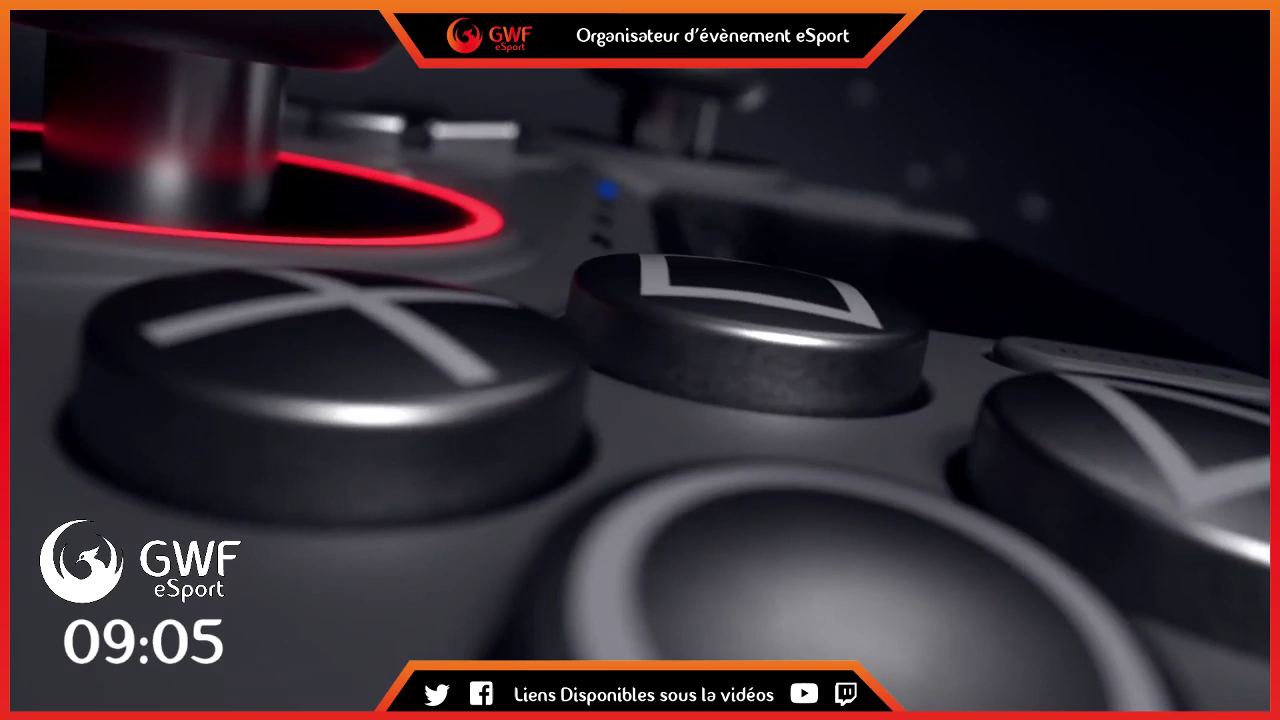 GWF
eSport
Organisateur d'évènement eSport
GWF
eSport
09:05
Liens Disponibles sous la vidéos